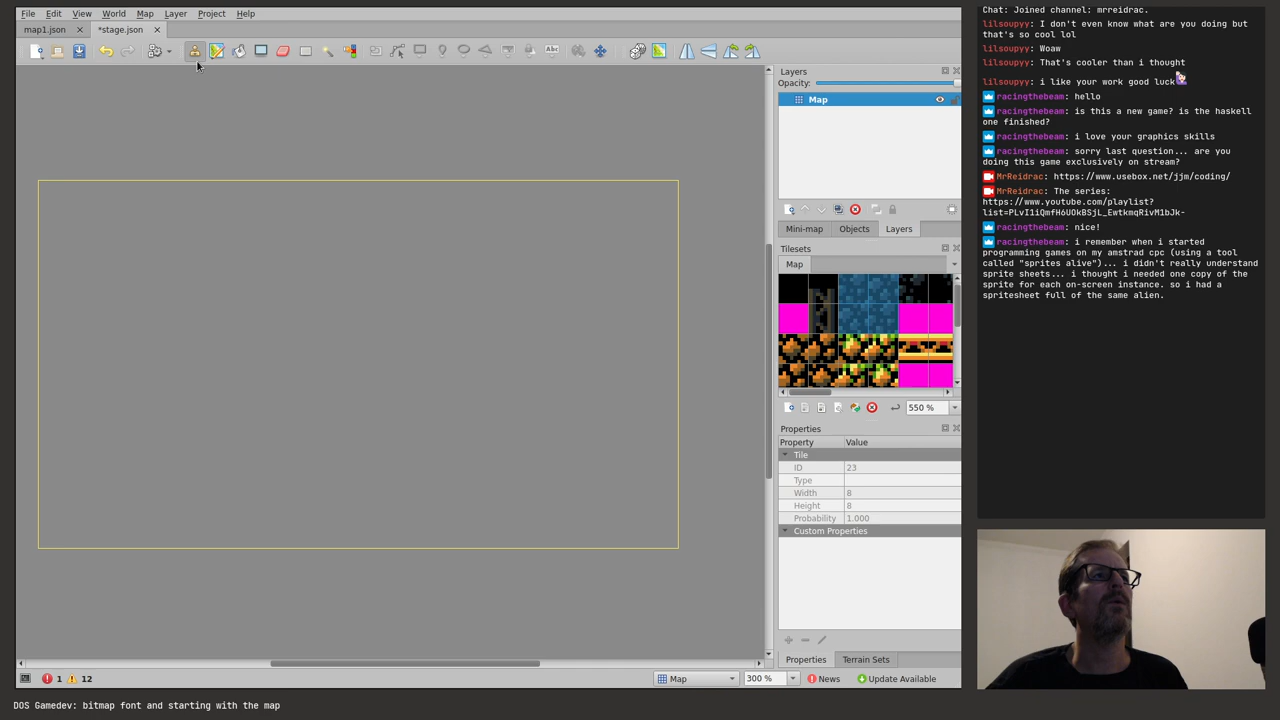 File Edit View World Map Layer Project Help
map1.json *stage.json
Abc
Layers
Opacity:
Map
Mini-map Objects Layers
Tilesets
Map
550 %
Properties
Property Value
Tile
ID 23
Type
Width 8
Height 8
Probability 1.000
Custom Properties
Properties Terrain Sets
1 12
Map 300 % News Update Available
DOS Gamedev: bitmap font and starting with the map
Chat: Joined channel: mrreidrac.
lilsoupyy: I don't even know what are you doing but
that's so cool lol
lilsoupyy: Woaw
lilsoupyy: That's cooler than i thought
lilsoupyy: i like your work good luck
racingthebeam: hello
racingthebeam: is this a new game? is the haskell
one finished?
racingthebeam: i love your graphics skills
racingthebeam: sorry last question... are you
doing this game exclusively on stream?
MrReidrac: https://www.usebox.net/jjm/coding/
MrReidrac: The series:
https://www.youtube.com/playlist?
list=PLvI1iQmfH6UOkBSjL_EwtkmqRivM1bJk-
racingthebeam: nice!
racingthebeam: i remember when i started
programming games on my amstrad cpc (using a tool
called "sprites alive")... i didn't really understand
sprite sheets... i thought i needed one copy of the
sprite for each on-screen instance. so i had a
spritesheet full of the same alien.